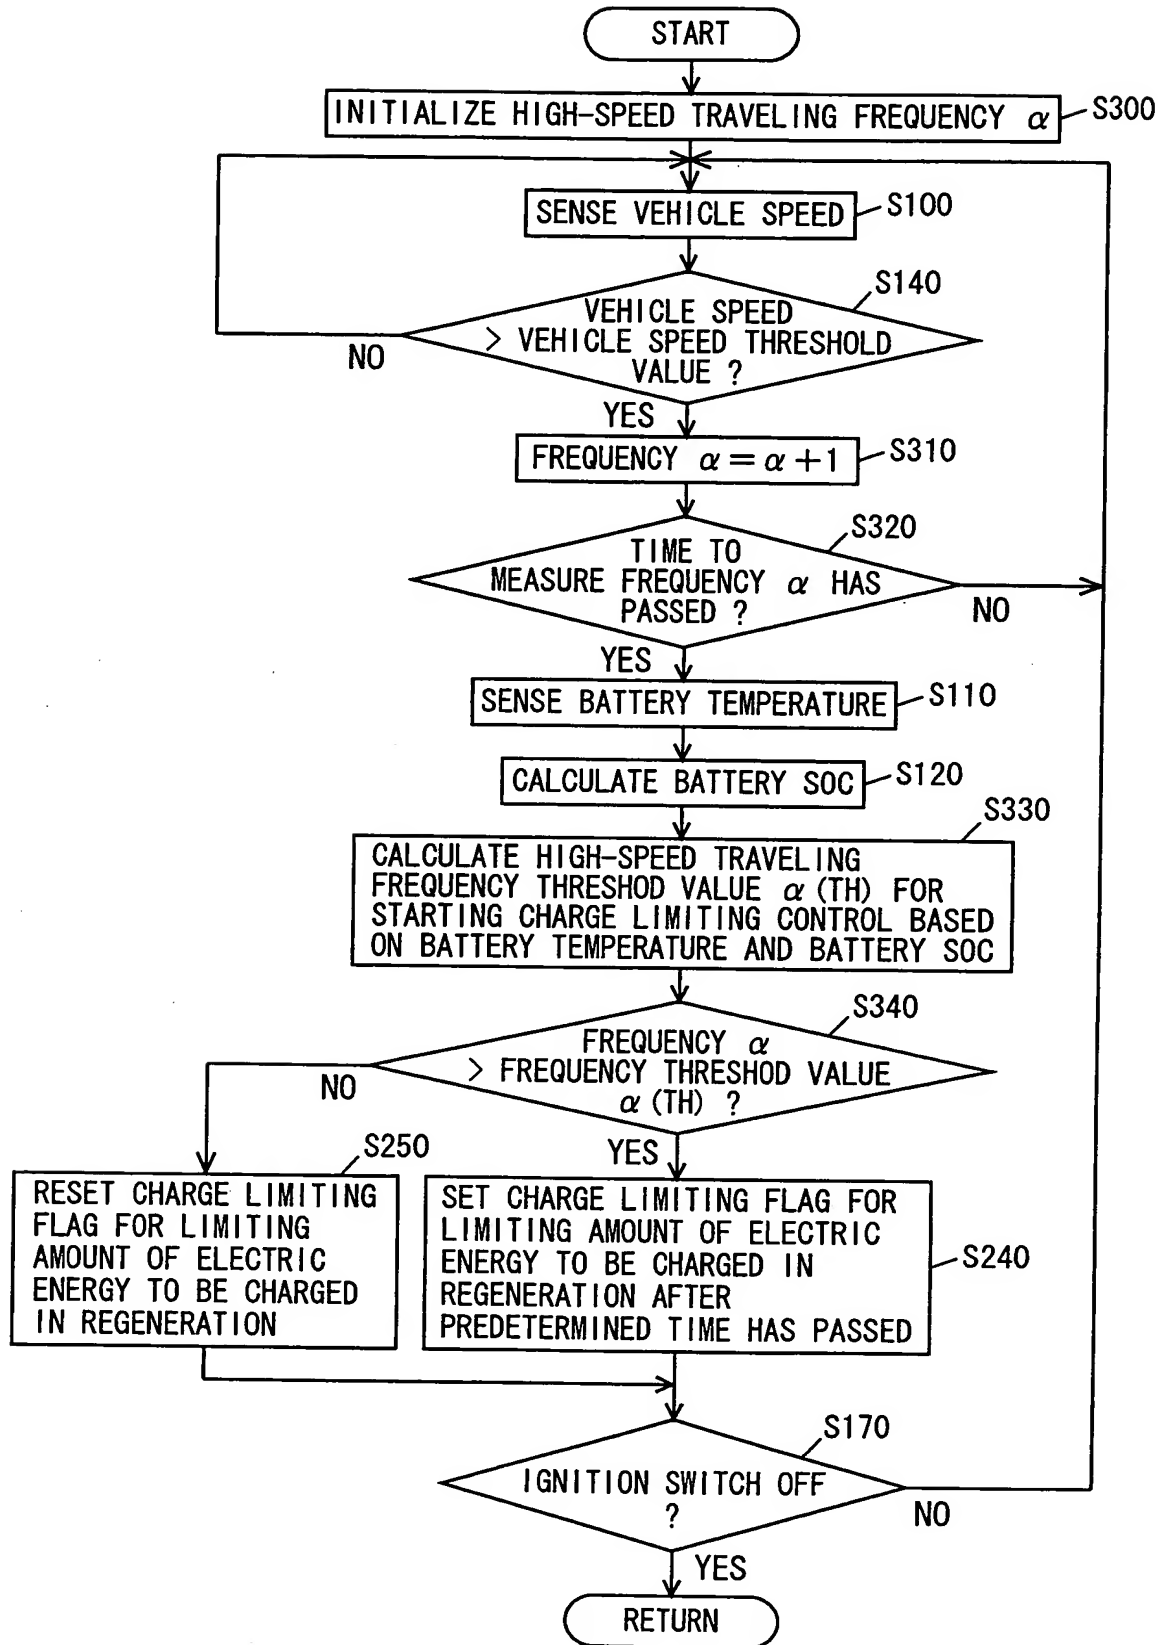 START
INITIALIZE HIGH-SPEED TRAVELING FREQUENCY α
S300
SENSE VEHICLE SPEED
S100
S140
VEHICLE SPEED
> VEHICLE SPEED THRESHOLD
VALUE ?
NO
YES
FREQUENCY α = α + 1
S310
S320
TIME TO
MEASURE FREQUENCY α HAS
PASSED ?
NO
YES
SENSE BATTERY TEMPERATURE
S110
CALCULATE BATTERY SOC
S120
S330
CALCULATE HIGH-SPEED TRAVELING
FREQUENCY THRESHOD VALUE α (TH) FOR
STARTING CHARGE LIMITING CONTROL BASED
ON BATTERY TEMPERATURE AND BATTERY SOC
S340
FREQUENCY α
> FREQUENCY THRESHOD VALUE
α (TH) ?
NO
YES
S250
RESET CHARGE LIMITING
FLAG FOR LIMITING
AMOUNT OF ELECTRIC
ENERGY TO BE CHARGED
IN REGENERATION
SET CHARGE LIMITING FLAG FOR
LIMITING AMOUNT OF ELECTRIC
ENERGY TO BE CHARGED IN
REGENERATION AFTER
PREDETERMINED TIME HAS PASSED
S240
S170
IGNITION SWITCH OFF
?
NO
YES
RETURN